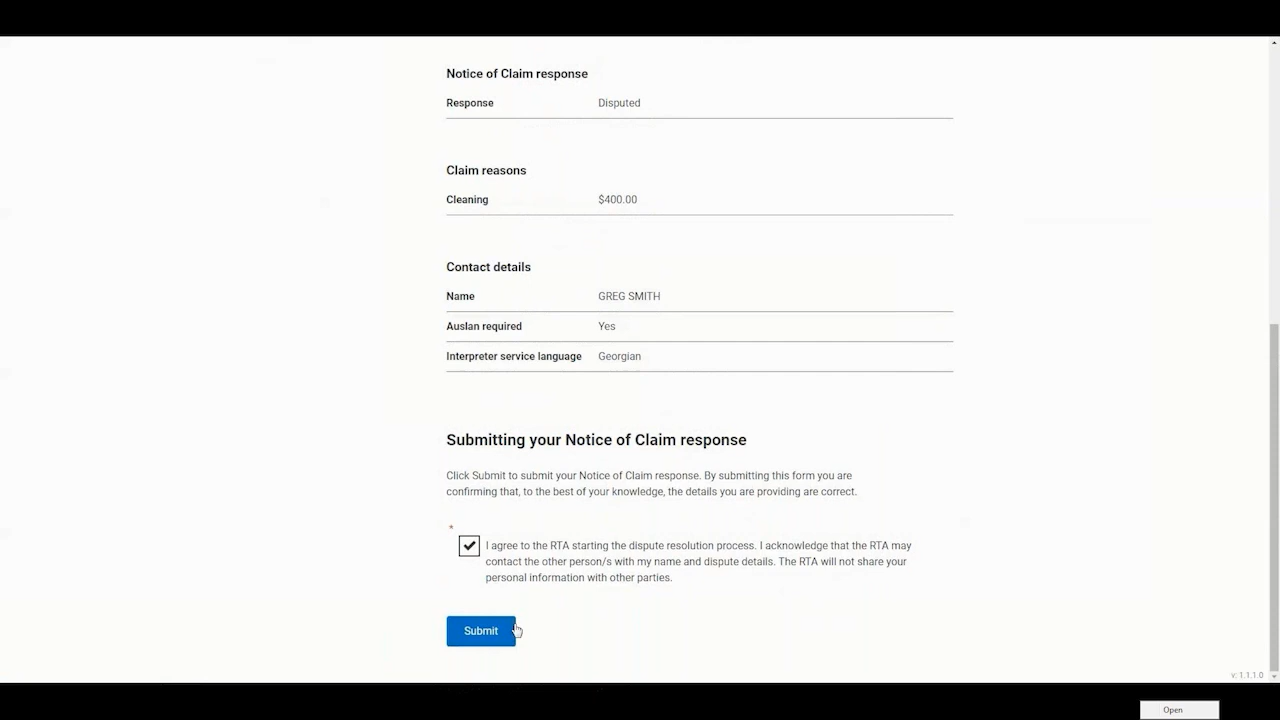 Notice of Claim response
Response Disputed
Claim reasons
Cleaning $400.00
Contact details
Name GREG SMITH
Auslan required Yes
Interpreter service language Georgian
Submitting your Notice of Claim response
Click Submit to submit your Notice of Claim response. By submitting this form you are
confirming that, to the best of your knowledge, the details you are providing are correct.
*
I agree to the RTA starting the dispute resolution process. I acknowledge that the RTA may
contact the other person/s with my name and dispute details. The RTA will not share your
personal information with other parties.
Submit
v: 1.1.1.0
Open